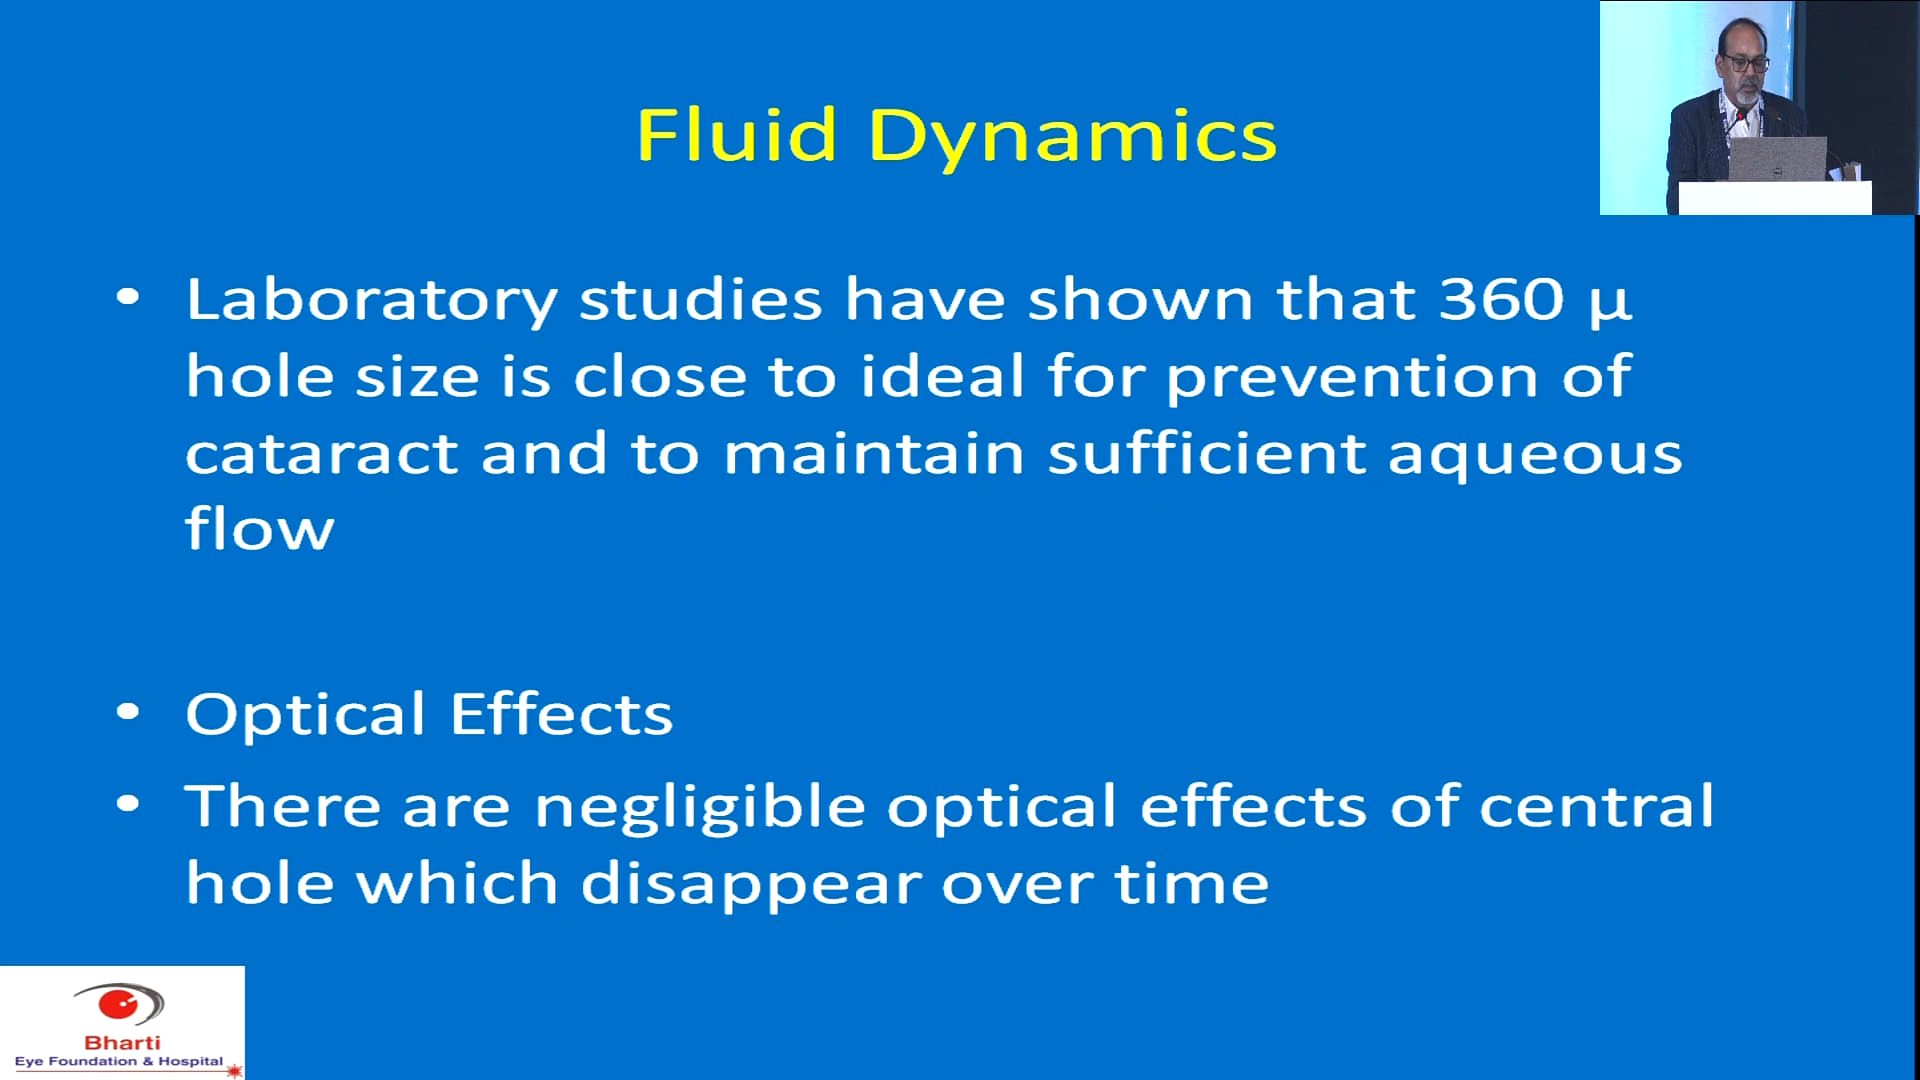 Fluid Dynamics
• Laboratory studies have shown that 360 µ
hole size is close to ideal for prevention of
cataract and to maintain sufficient aqueous
flow
• Optical Effects
• There are negligible optical effects of central
hole which disappear over time
Bharti
Eye Foundation & Hospital